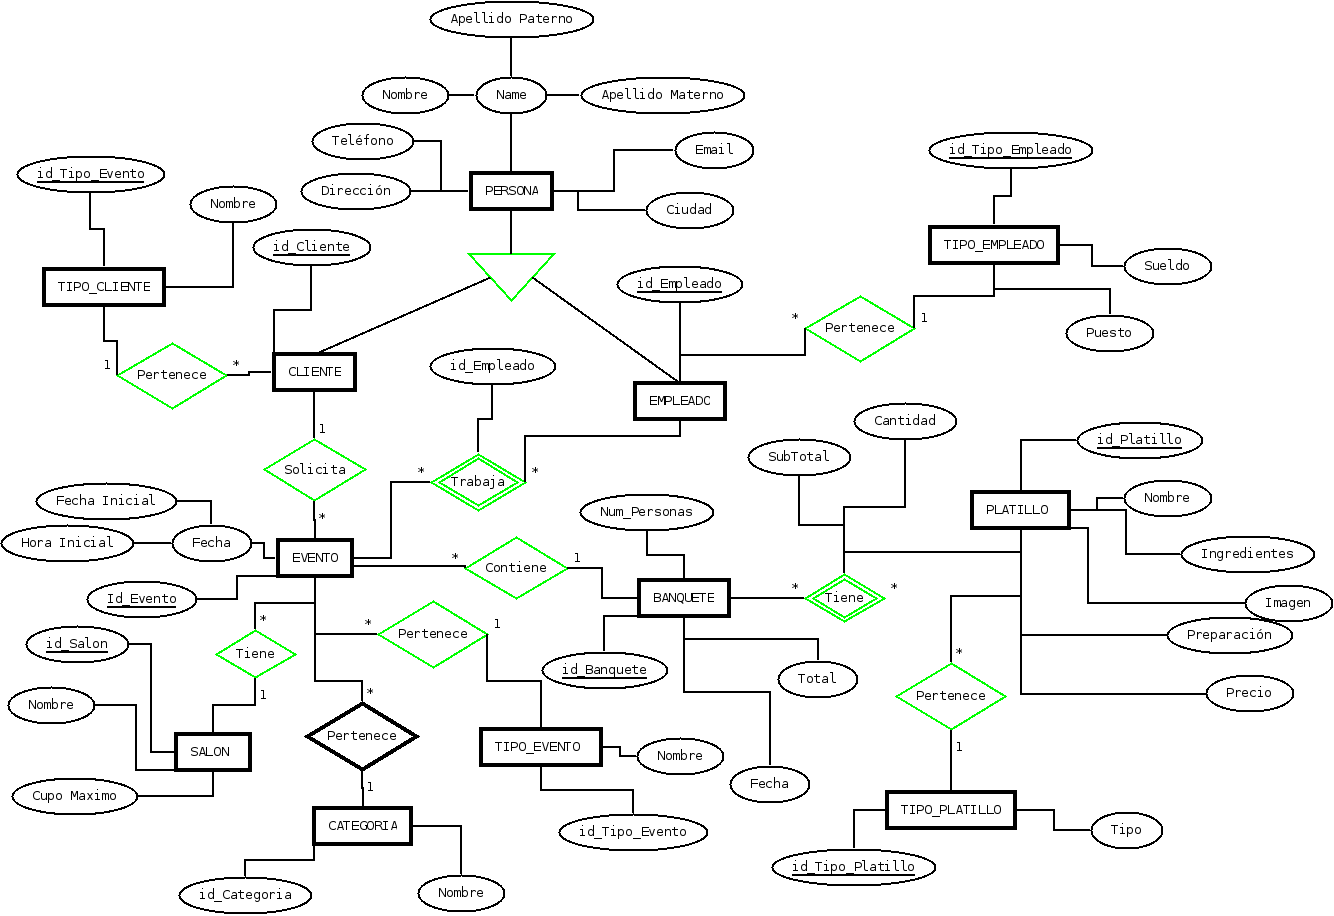 Apellido Paterno
Nombre
Name
Apellido Materno
Teléfono
Email
id_Tipo_Empleado
id_Tipo_Evento
Dirección
PERSONA
Nombre
Ciudad
id_Cliente
TIPO_EMPLEADO
Sueldo
TIPO_CLIENTE
id_Empleado
*
Pertenece
1
Puesto
1
Pertenece
*
CLIENTE
id_Empleado
EMPLEADO
Cantidad
1
id_Platillo
SubTotal
Solicita
*
Trabaja
*
Fecha Inicial
Nombre
*
Num_Personas
PLATILLO
Hora Inicial
Fecha
EVENTO
*
Contiene
1
Ingredientes
Id_Evento
BANQUETE
*
Tiene
*
Imagen
*
*
Pertenece
1
Preparación
id_Salon
Tiene
*
id_Banquete
Total
1
*
Pertenece
Precio
Nombre
Pertenece
SALON
TIPO_EVENTO
Nombre
1
1
Fecha
Cupo Maximo
TIPO_PLATILLO
CATEGORIA
id_Tipo_Evento
Tipo
id_Tipo_Platillo
id_Categoria
Nombre